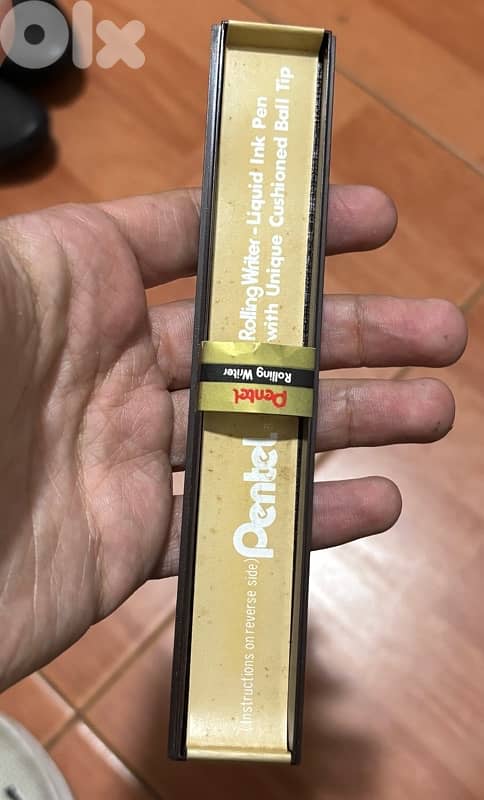 olx
Rolling Writer - Liquid Ink Pen
with Unique Cushioned Ball Tip
Pentel
Rolling Writer
Pentel
(Instructions on reverse side)